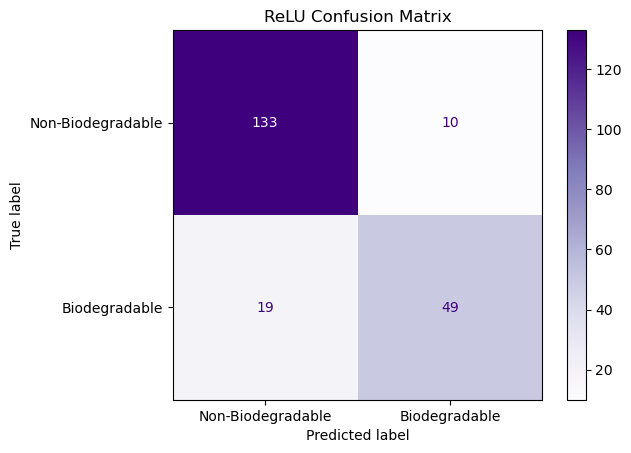 ReLU Confusion Matrix
True label
Non-Biodegradable
133
10
Biodegradable
19
49
Non-Biodegradable
Biodegradable
Predicted label
120
100
80
60
40
20